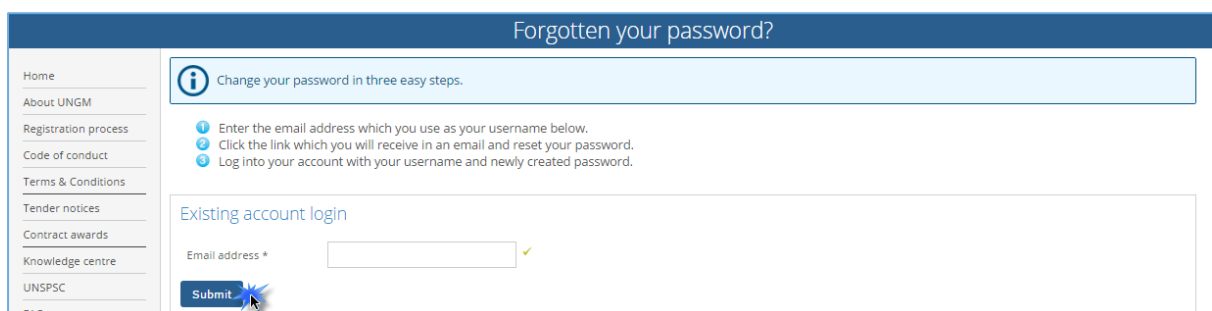 Forgotten your password?
Home
About UNGM
Registration process
Code of conduct
Terms & Conditions
Tender notices
Contract awards
Knowledge centre
UNSPSC
Change your password in three easy steps.
1 Enter the email address which you use as your username below.
2 Click the link which you will receive in an email and reset your password.
3 Log into your account with your username and newly created password.
Existing account login
Email address *
Submit